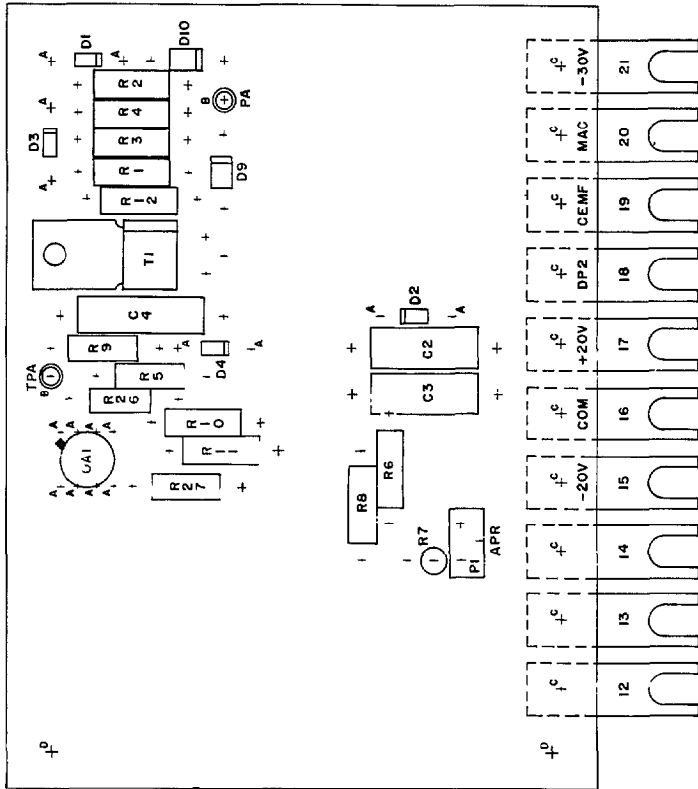 A
D1
A
D10
R2
A
R4
B
PA
D3
R3
A
R1
D9
R12
T1
C4
A
D2
A
R9
A
D4
A
C2
TPA
B
R5
R26
C3
A A A A
OA1
A A A A
R10
R11
R27
R6
R8
R7
P1
APR
D
D
C
-30V
21
C
MAC
20
C
CEMF
19
C
DP2
18
C
+20V
17
C
COM
16
C
-20V
15
C
14
C
13
C
12